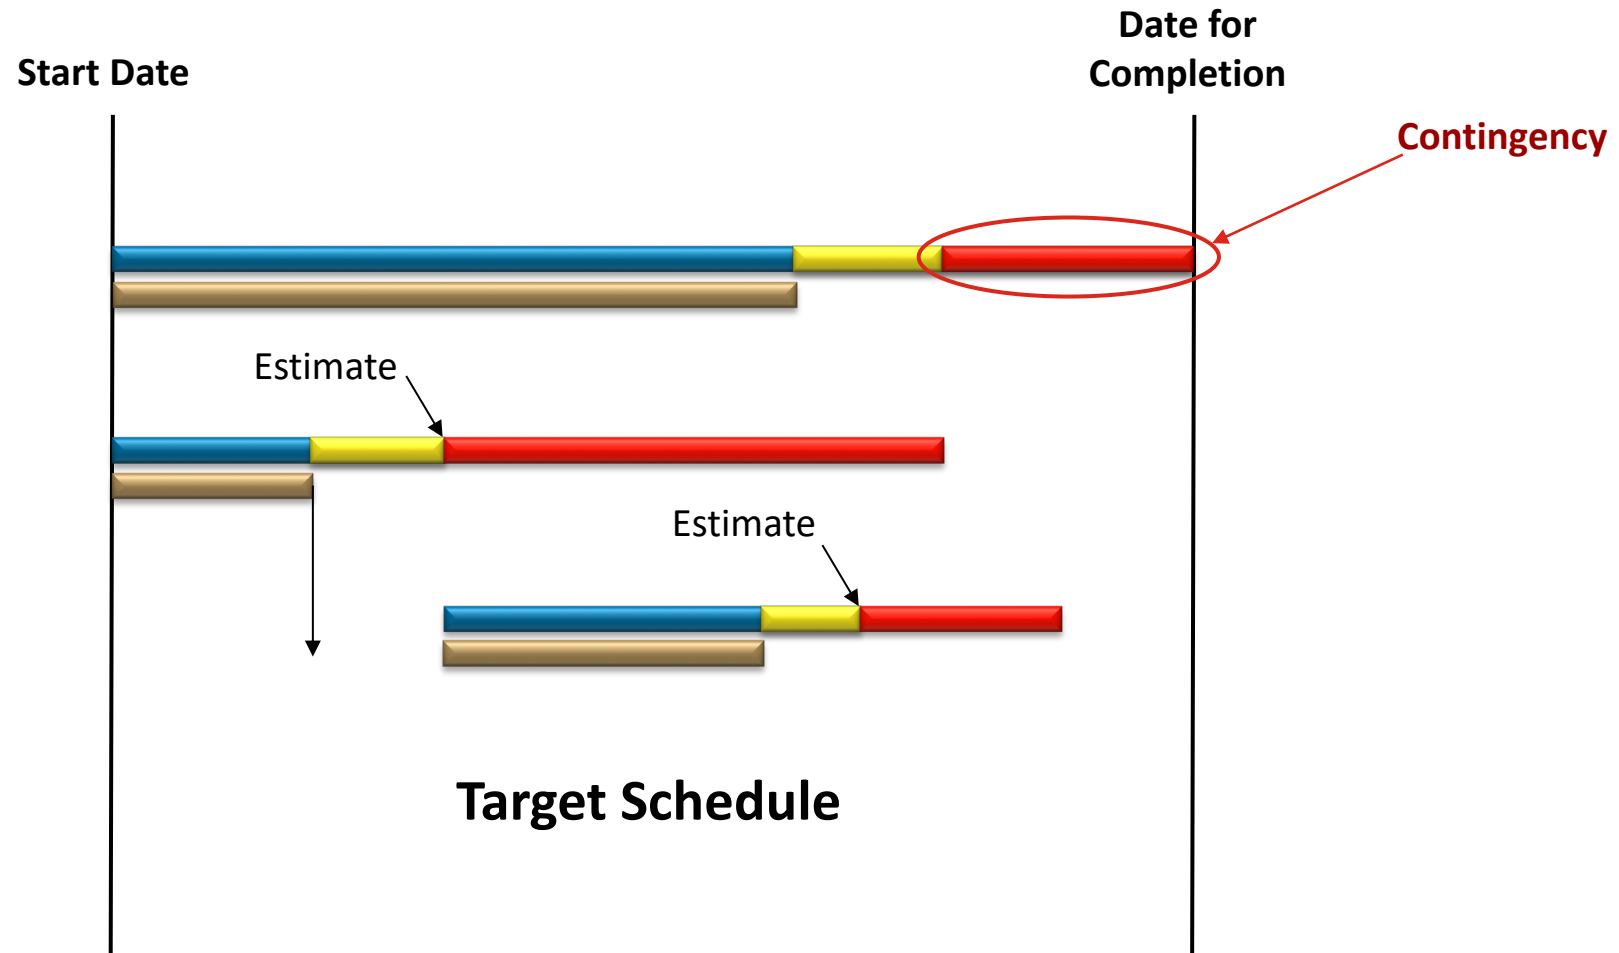 Date for
Completion
Start Date
Contingency
Estimate
Estimate
Target Schedule